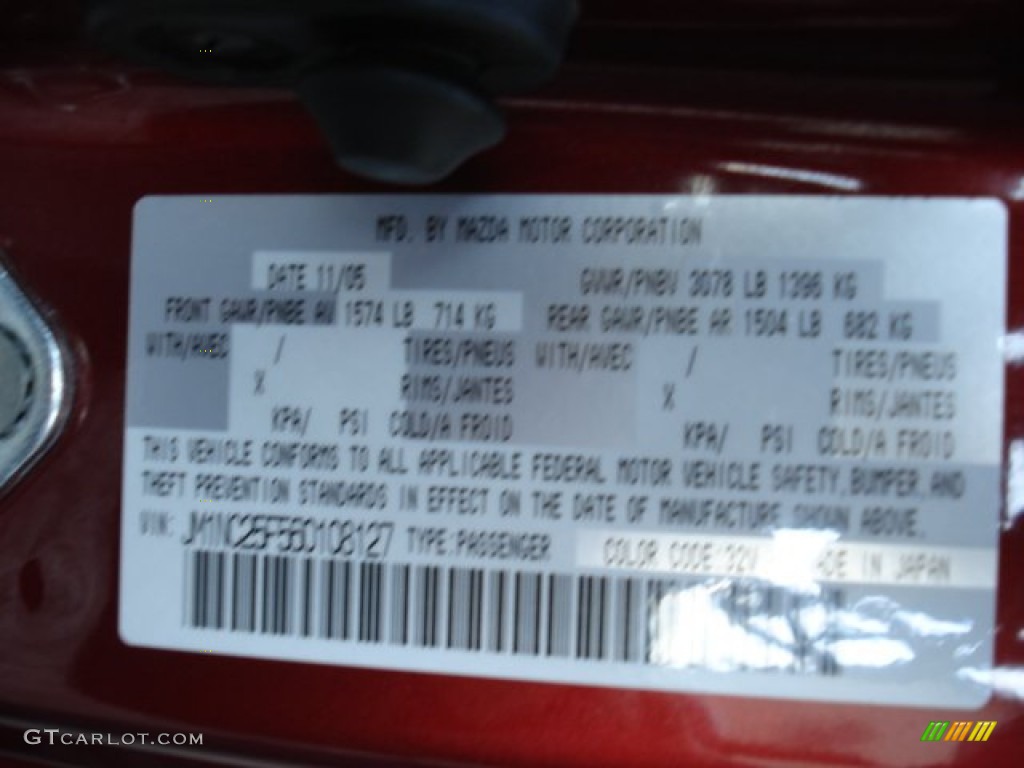 MFD. BY MAZDA MOTOR CORPORATION
DATE 11/05 GVWR/PNBV 3078 LB 1396 KG
FRONT GAWR/PNBE AV 1574 LB 714 KG REAR GAWR/PNBE AR 1504 LB 682 KG
WITH/AVEC / TIRES/PNEUS WITH/AVEC / TIRES/PNEUS
X RIMS/JANTES X RIMS/JANTES
KPA/ PSI COLD/A FROID KPA/ PSI COLD/A FROID
THIS VEHICLE CONFORMS TO ALL APPLICABLE FEDERAL MOTOR VEHICLE SAFETY, BUMPER, AND
THEFT PREVENTION STANDARDS IN EFFECT ON THE DATE OF MANUFACTURE SHOWN ABOVE.
VIN: JM1NC25F560108127 TYPE:PASSENGER COLOR CODE:32V MADE IN JAPAN
GTCARLOT.COM